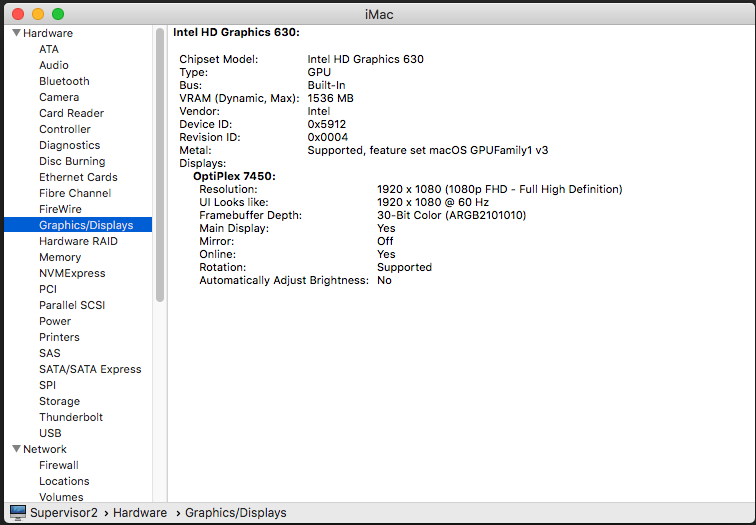 iMac
Hardware
ATA
Audio
Bluetooth
Camera
Card Reader
Controller
Diagnostics
Disc Burning
Ethernet Cards
Fibre Channel
FireWire
Graphics/Displays
Hardware RAID
Memory
NVMExpress
PCI
Parallel SCSI
Power
Printers
SAS
SATA/SATA Express
SPI
Storage
Thunderbolt
USB
Network
Firewall
Locations
Volumes
Intel HD Graphics 630:
Chipset Model: Intel HD Graphics 630
Type: GPU
Bus: Built-In
VRAM (Dynamic, Max): 1536 MB
Vendor: Intel
Device ID: 0x5912
Revision ID: 0x0004
Metal: Supported, feature set macOS GPUFamily1 v3
Displays:
OptiPlex 7450:
Resolution: 1920 x 1080 (1080p FHD - Full High Definition)
UI Looks like: 1920 x 1080 @ 60 Hz
Framebuffer Depth: 30-Bit Color (ARGB2101010)
Main Display: Yes
Mirror: Off
Online: Yes
Rotation: Supported
Automatically Adjust Brightness: No
Supervisor2 › Hardware › Graphics/Displays